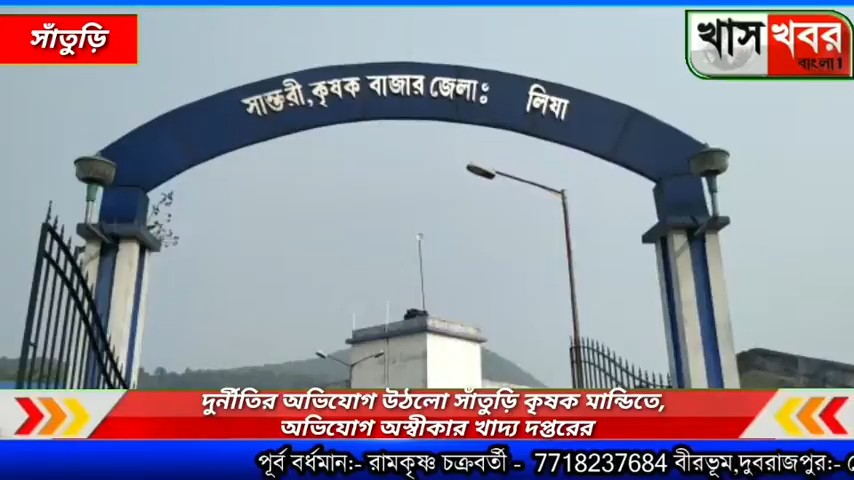 সাঁতুড়ি
খাস খবর
বাংলা
সান্তুরী,কৃষক বাজার জেলাঃ লিযা
দুর্নীতির অভিযোগ উঠলো সাঁতুড়ি কৃষক মান্ডিতে,
অভিযোগ অস্বীকার খাদ্য দপ্তরের
পূর্ব বর্ধমান:- রামকৃষ্ণ চক্রবর্তী - 7718237684 বীরভূম,দুবরাজপুর:-